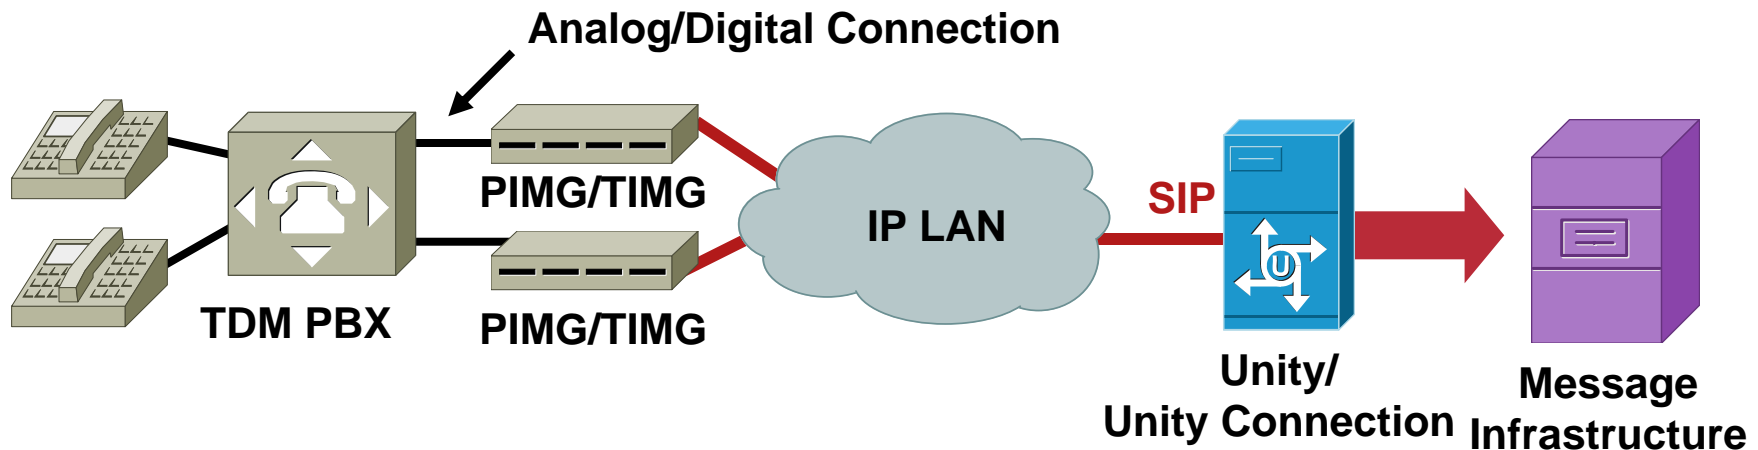 Analog/Digital Connection
PIMG/TIMG
SIP
IP LAN
U
TDM PBX
PIMG/TIMG
Unity/
Unity Connection
Message
Infrastructure